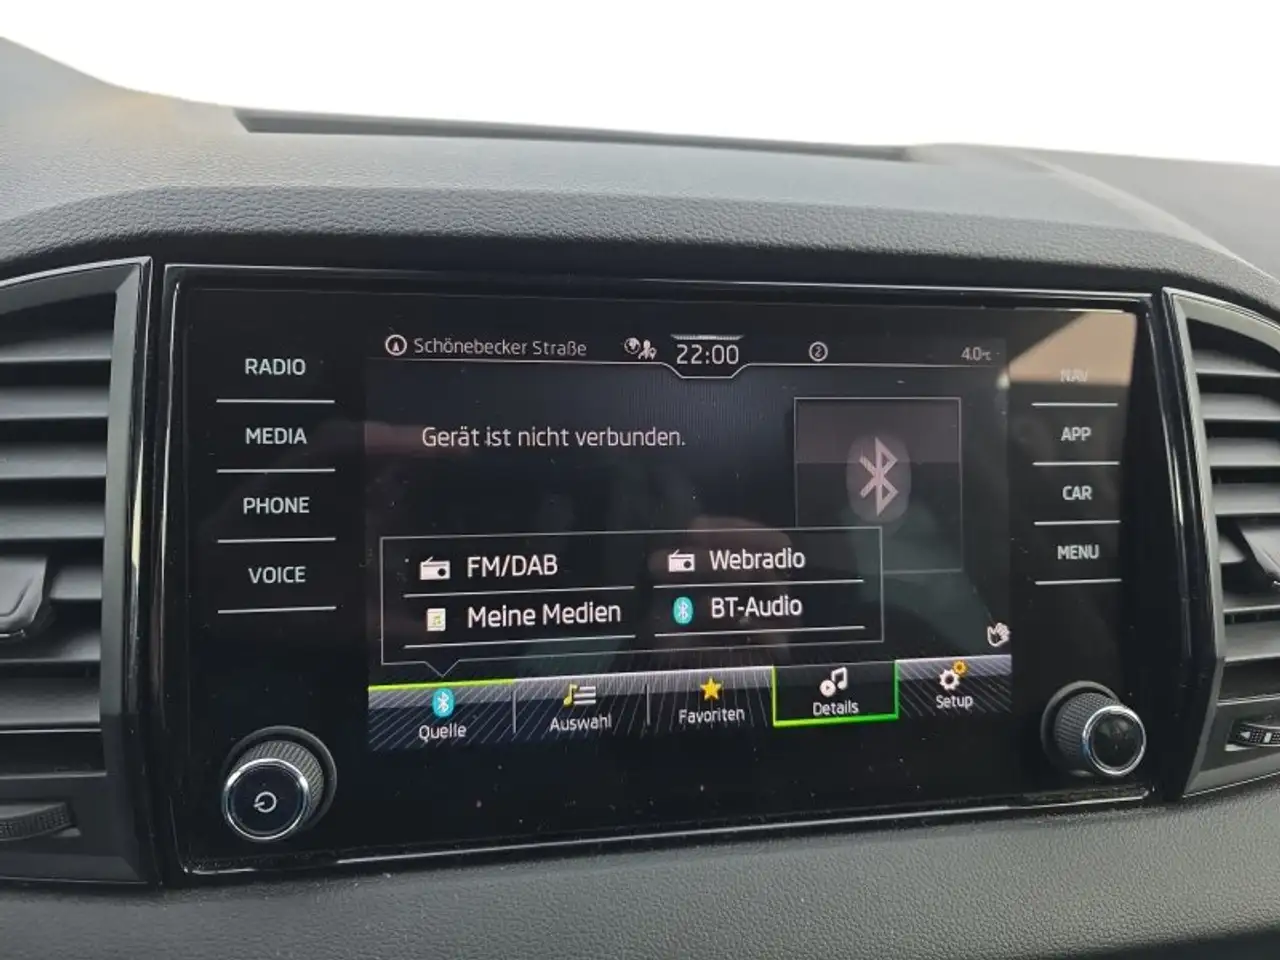 Schönebecker Straße
22:00
2
4.0°C
RADIO
MEDIA
PHONE
VOICE
NAV
APP
CAR
MENU
Gerät ist nicht verbunden.
FM/DAB
Webradio
Meine Medien
BT-Audio
Quelle
Auswahl
Favoriten
Details
Setup